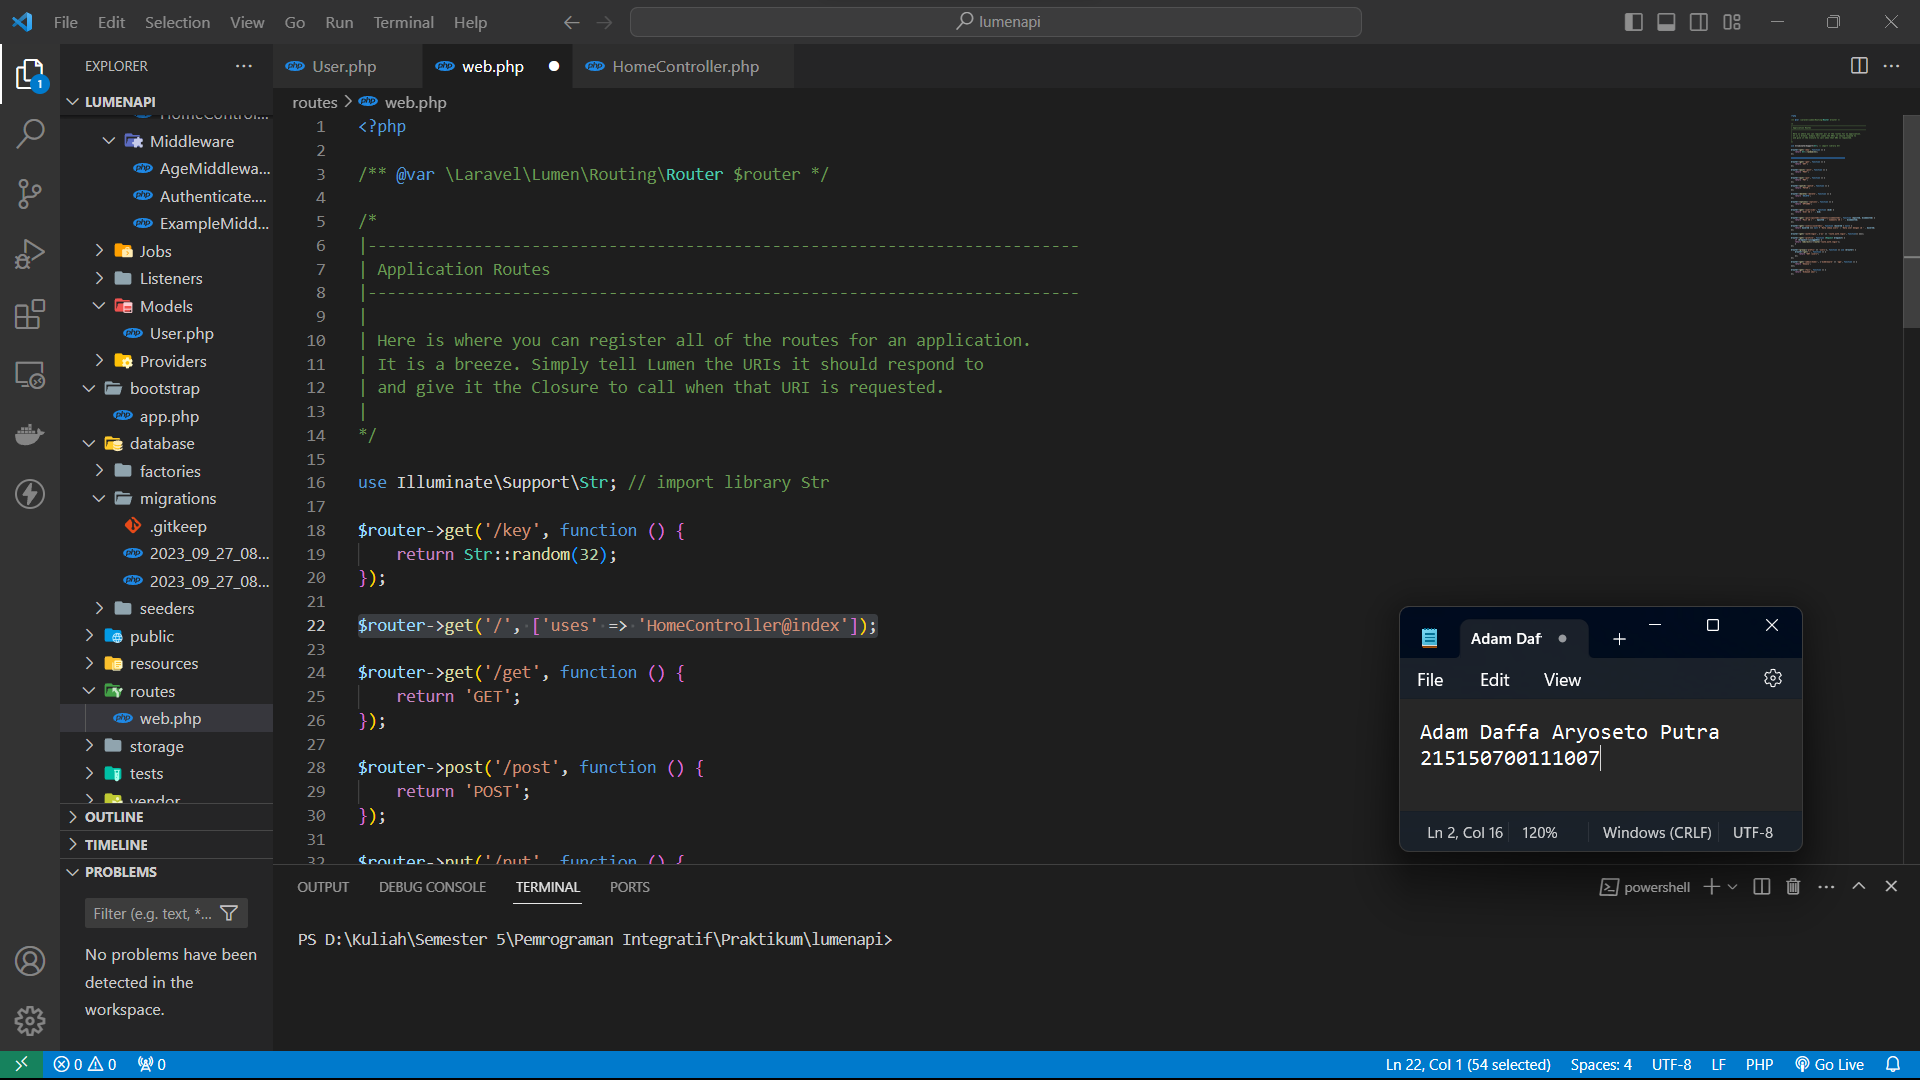 File Edit Selection View Go Run Terminal Help
lumenapi
EXPLORER
LUMENAPI
HomeControl...
Middleware
AgeMiddlewa...
Authenticate....
ExampleMidd...
Jobs
Listeners
Models
User.php
Providers
bootstrap
app.php
database
factories
migrations
.gitkeep
2023_09_27_08...
2023_09_27_08...
seeders
public
resources
routes
web.php
storage
tests
vendor
OUTLINE
TIMELINE
PROBLEMS
Filter (e.g. text, *...
No problems have been
detected in the
workspace.
User.php web.php HomeController.php
routes > web.php
1 <?php
2
3 /** @var \Laravel\Lumen\Routing\Router $router */
4
5 /*
6 |--------------------------------------------------------------------------
7 | Application Routes
8 |--------------------------------------------------------------------------
9 |
10 | Here is where you can register all of the routes for an application.
11 | It is a breeze. Simply tell Lumen the URIs it should respond to
12 | and give it the Closure to call when that URI is requested.
13 |
14 */
15
16 use Illuminate\Support\Str; // import library Str
17
18 $router->get('/key', function () {
19 return Str::random(32);
20 });
21
22 $router->get('/', ['uses' => 'HomeController@index']);
23
24 $router->get('/get', function () {
25 return 'GET';
26 });
27
28 $router->post('/post', function () {
29 return 'POST';
30 });
31
32 $router->put('/put', function () {
Adam Daf
File Edit View
Adam Daffa Aryoseto Putra
215150700111007
Ln 2, Col 16 120% Windows (CRLF) UTF-8
OUTPUT DEBUG CONSOLE TERMINAL PORTS
powershell
PS D:\Kuliah\Semester 5\Pemrograman Integratif\Praktikum\lumenapi>
1
0 0 0
Ln 22, Col 1 (54 selected) Spaces: 4 UTF-8 LF PHP Go Live